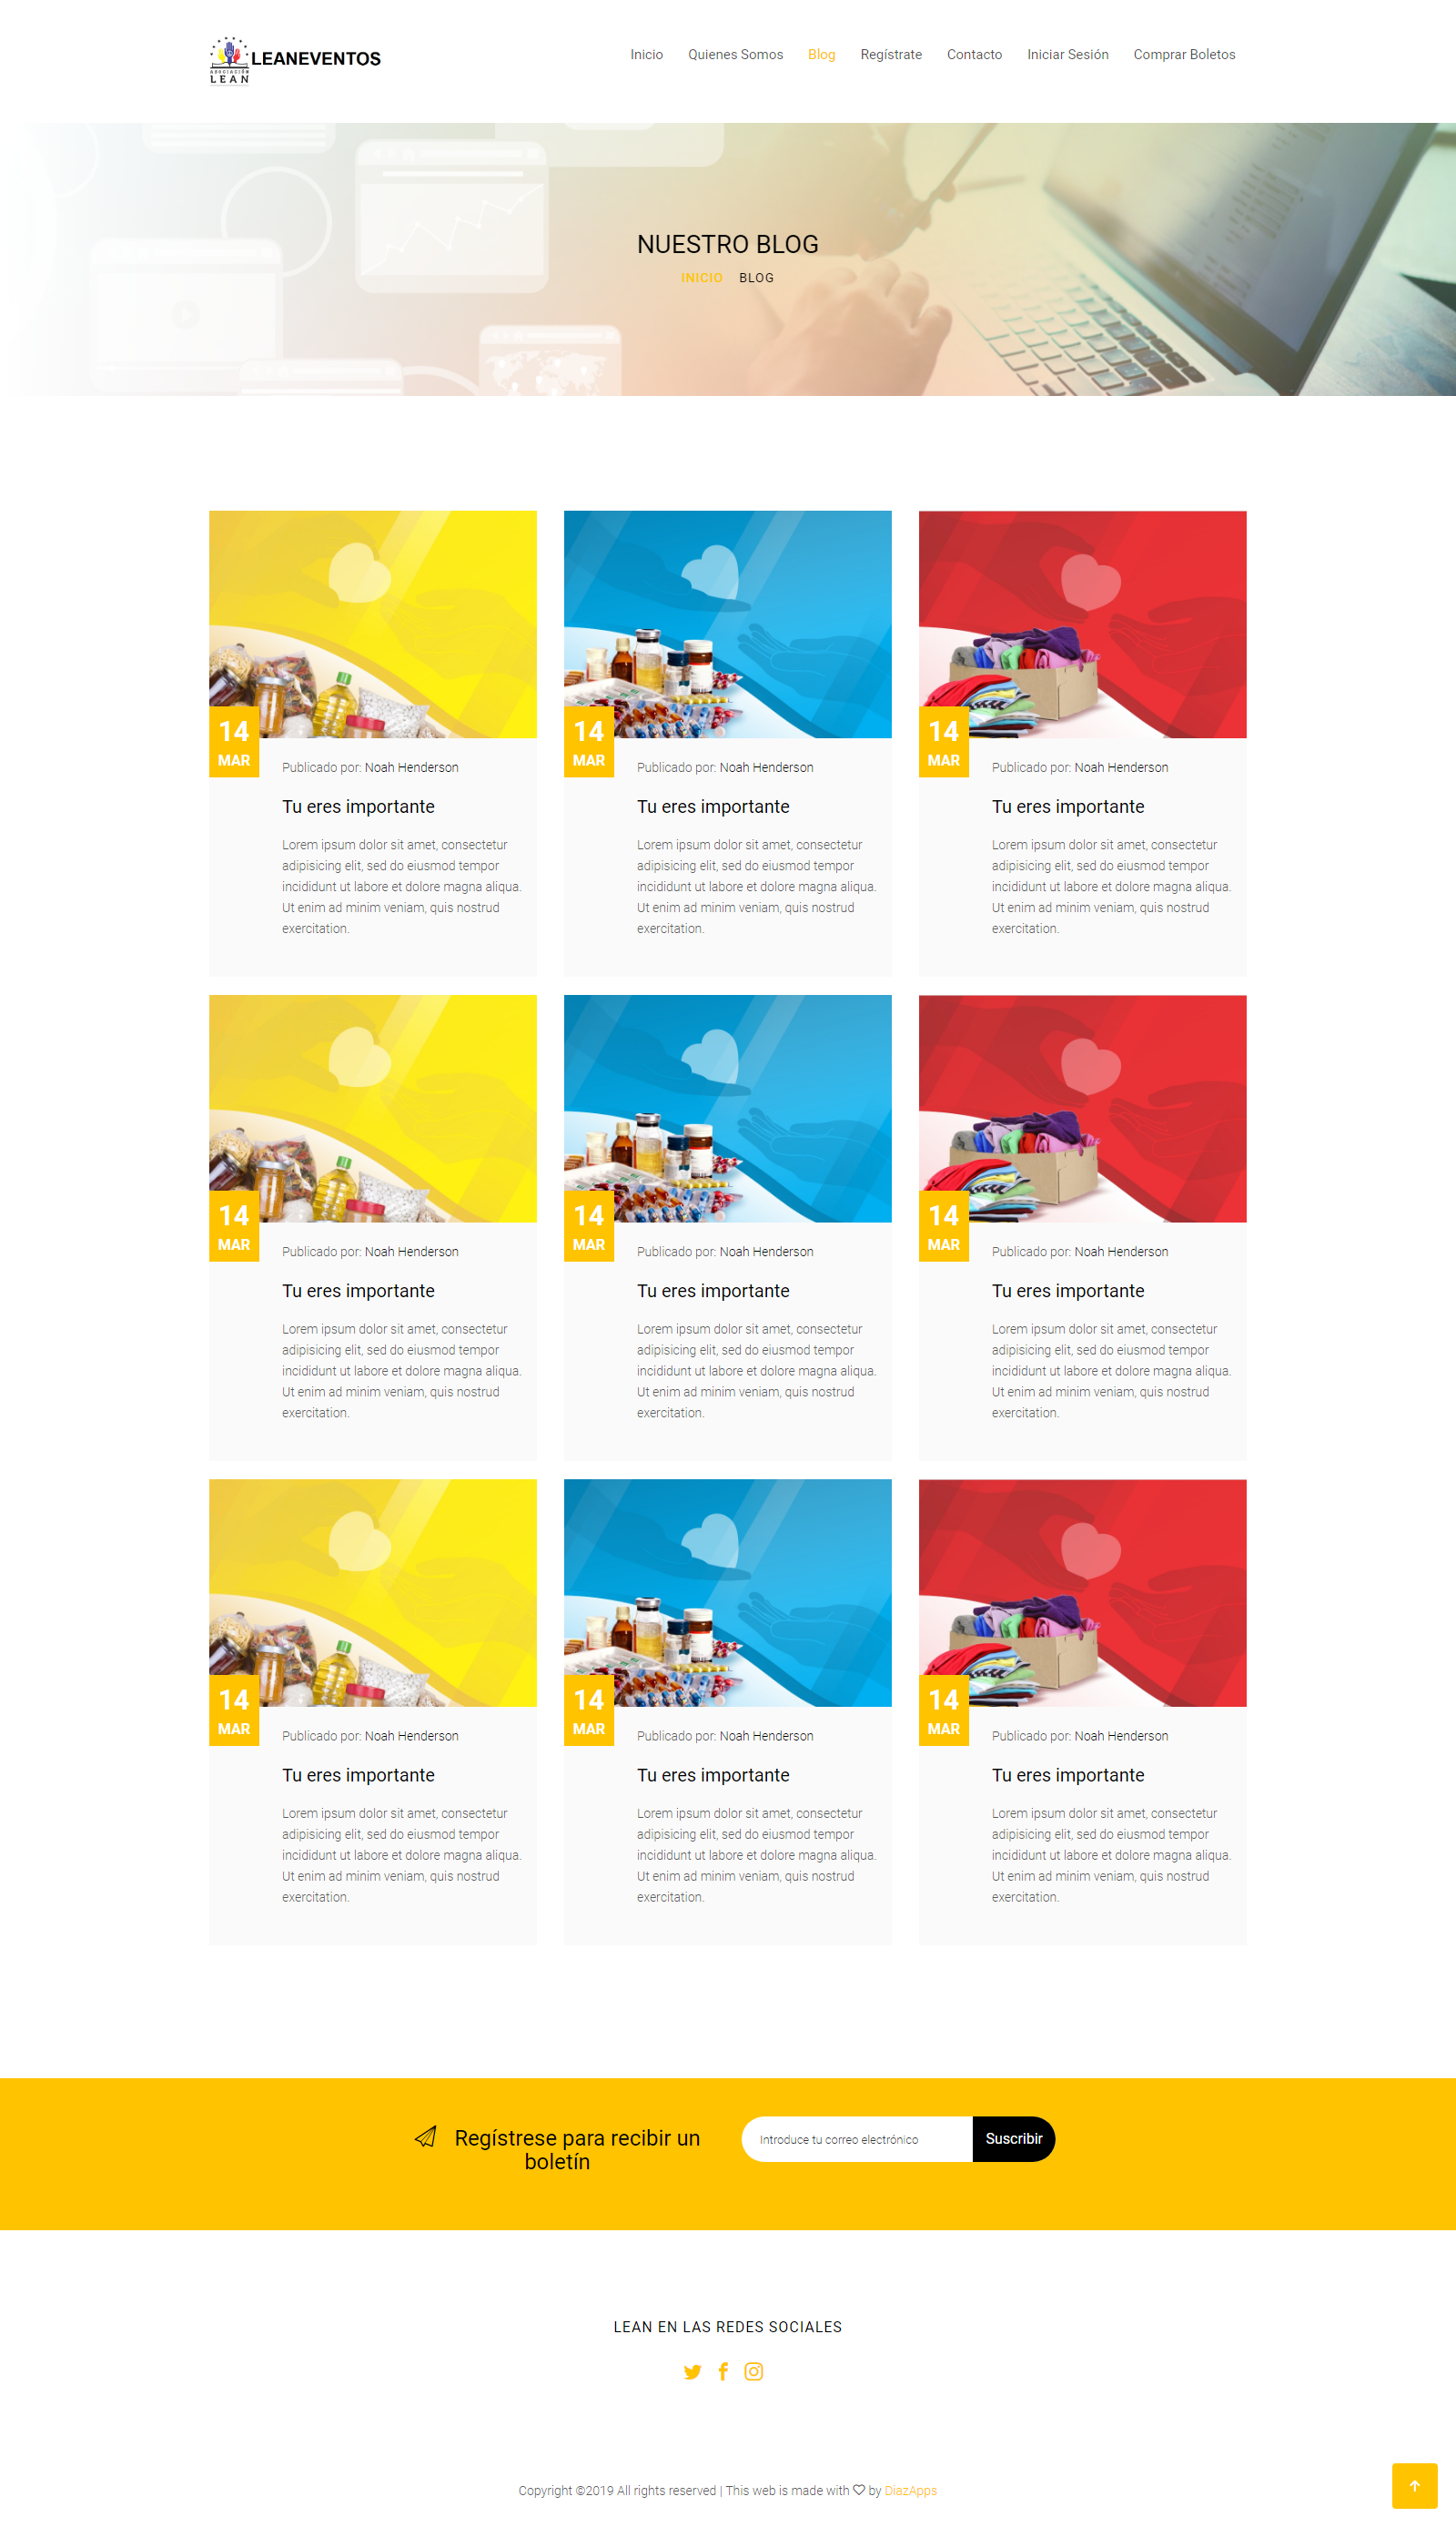 ASOCIACIÓN
LEAN
LEANEVENTOS
Inicio Quienes Somos Blog Regístrate Contacto Iniciar Sesión Comprar Boletos
NUESTRO BLOG
INICIO BLOG
14
MAR
Publicado por: Noah Henderson
Tu eres importante
Lorem ipsum dolor sit amet, consectetur
adipisicing elit, sed do eiusmod tempor
incididunt ut labore et dolore magna aliqua.
Ut enim ad minim veniam, quis nostrud
exercitation.
14
MAR
Publicado por: Noah Henderson
Tu eres importante
Lorem ipsum dolor sit amet, consectetur
adipisicing elit, sed do eiusmod tempor
incididunt ut labore et dolore magna aliqua.
Ut enim ad minim veniam, quis nostrud
exercitation.
14
MAR
Publicado por: Noah Henderson
Tu eres importante
Lorem ipsum dolor sit amet, consectetur
adipisicing elit, sed do eiusmod tempor
incididunt ut labore et dolore magna aliqua.
Ut enim ad minim veniam, quis nostrud
exercitation.
14
MAR
Publicado por: Noah Henderson
Tu eres importante
Lorem ipsum dolor sit amet, consectetur
adipisicing elit, sed do eiusmod tempor
incididunt ut labore et dolore magna aliqua.
Ut enim ad minim veniam, quis nostrud
exercitation.
14
MAR
Publicado por: Noah Henderson
Tu eres importante
Lorem ipsum dolor sit amet, consectetur
adipisicing elit, sed do eiusmod tempor
incididunt ut labore et dolore magna aliqua.
Ut enim ad minim veniam, quis nostrud
exercitation.
14
MAR
Publicado por: Noah Henderson
Tu eres importante
Lorem ipsum dolor sit amet, consectetur
adipisicing elit, sed do eiusmod tempor
incididunt ut labore et dolore magna aliqua.
Ut enim ad minim veniam, quis nostrud
exercitation.
14
MAR
Publicado por: Noah Henderson
Tu eres importante
Lorem ipsum dolor sit amet, consectetur
adipisicing elit, sed do eiusmod tempor
incididunt ut labore et dolore magna aliqua.
Ut enim ad minim veniam, quis nostrud
exercitation.
14
MAR
Publicado por: Noah Henderson
Tu eres importante
Lorem ipsum dolor sit amet, consectetur
adipisicing elit, sed do eiusmod tempor
incididunt ut labore et dolore magna aliqua.
Ut enim ad minim veniam, quis nostrud
exercitation.
14
MAR
Publicado por: Noah Henderson
Tu eres importante
Lorem ipsum dolor sit amet, consectetur
adipisicing elit, sed do eiusmod tempor
incididunt ut labore et dolore magna aliqua.
Ut enim ad minim veniam, quis nostrud
exercitation.
Regístrese para recibir un
boletín
Introduce tu correo electrónico
Suscribir
LEAN EN LAS REDES SOCIALES
Copyright ©2019 All rights reserved | This web is made with ♡ by DiazApps